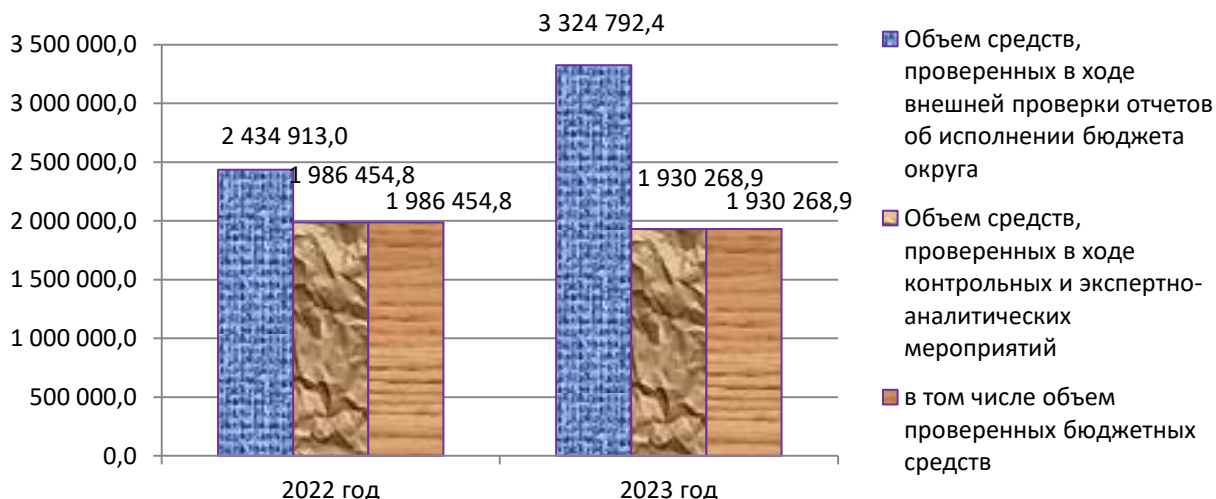 3 324 792,4
3 500 000,0
3 000 000,0
2 500 000,0
2 000 000,0
1 500 000,0
1 000 000,0
500 000,0
0,0
2 434 913,0
1 986 454,8
1 986 454,8
1 930 268,9
1 930 268,9
2022 год
2023 год
Объем средств,
проверенных в ходе
внешней проверки отчетов
об исполнении бюджета
округа
Объем средств,
проверенных в ходе
контрольных и экспертно-
аналитических
мероприятий
в том числе объем
проверенных бюджетных
средств